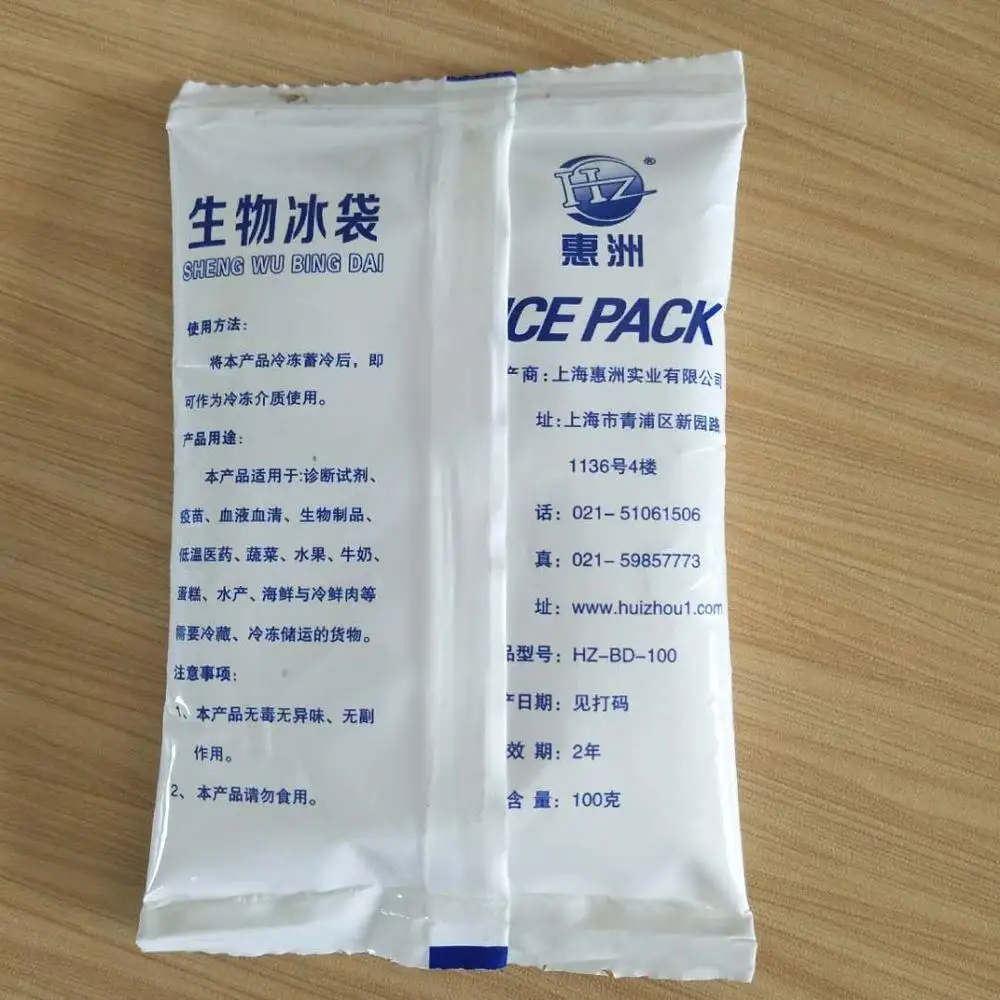 生物冰袋
SHENG WU BING DAI
使用方法:
将本产品冷冻蓄冷后，即
可作为冷冻介质使用。
产品用途:
本产品适用于:诊断试剂、
疫苗、血液血清、生物制品、
低温医药、蔬菜、水果、牛奶、
蛋糕、水产、海鲜与冷鲜肉等
需要冷藏、冷冻储运的货物。
注意事项:
1、本产品无毒无异味、无副
作用。
2、本产品请勿食用。
Hz®
惠洲
ICE PACK
产商:上海惠洲实业有限公司
址:上海市青浦区新园路
1136号4楼
话: 021-51061506
真: 021-59857773
址: www.huizhou1.com
品型号: HZ-BD-100
产日期: 见打码
效期: 2年
含量: 100克